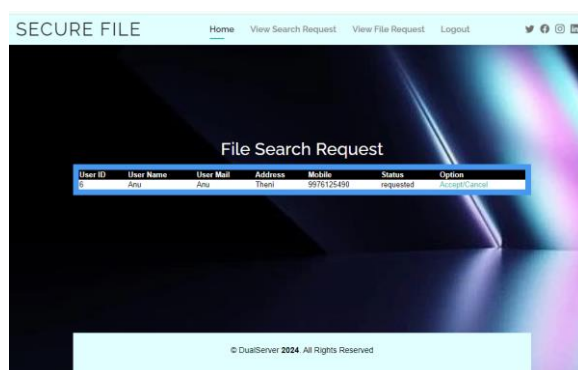 SECURE FILE Home View Search Request View File Request Logout
File Search Request
User ID User Name User Mail Address Mobile Status Option
6 Anu Anu Theni 9976125490 requested Accept/Cancel
© DualServer 2024. All Rights Reserved